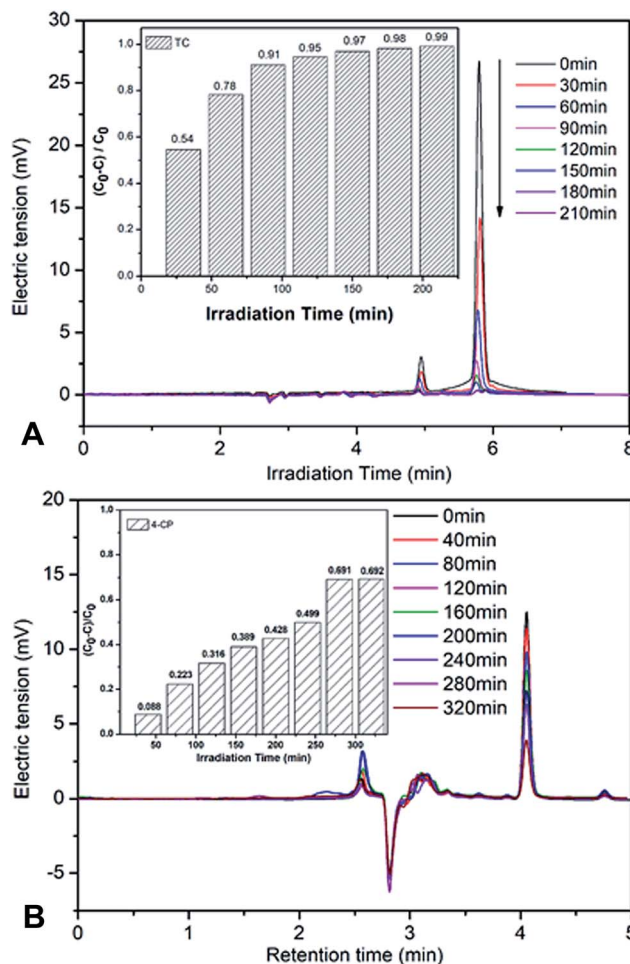 30
25
20
15
10
5
0
Electric tension (mV)
0 2 4 6 8
Irradiation Time (min)
A
TC
1.0
0.8
0.6
0.4
0.2
0.0
(C0-C) / C0
0.54
0.78
0.91
0.95
0.97
0.98
0.99
0 50 100 150 200
Irradiation Time (min)
0min
30min
60min
90min
120min
150min
180min
210min
20
15
10
5
0
-5
Electric tension (mV)
0 1 2 3 4 5
Retention time (min)
B
4-CP
1.0
0.8
0.6
0.4
0.2
0.0
(C0-C)/C0
0.088
0.223
0.316
0.389
0.428
0.499
0.691
0.692
50 100 150 200 250 300
Irradiation Time (min)
0min
40min
80min
120min
160min
200min
240min
280min
320min